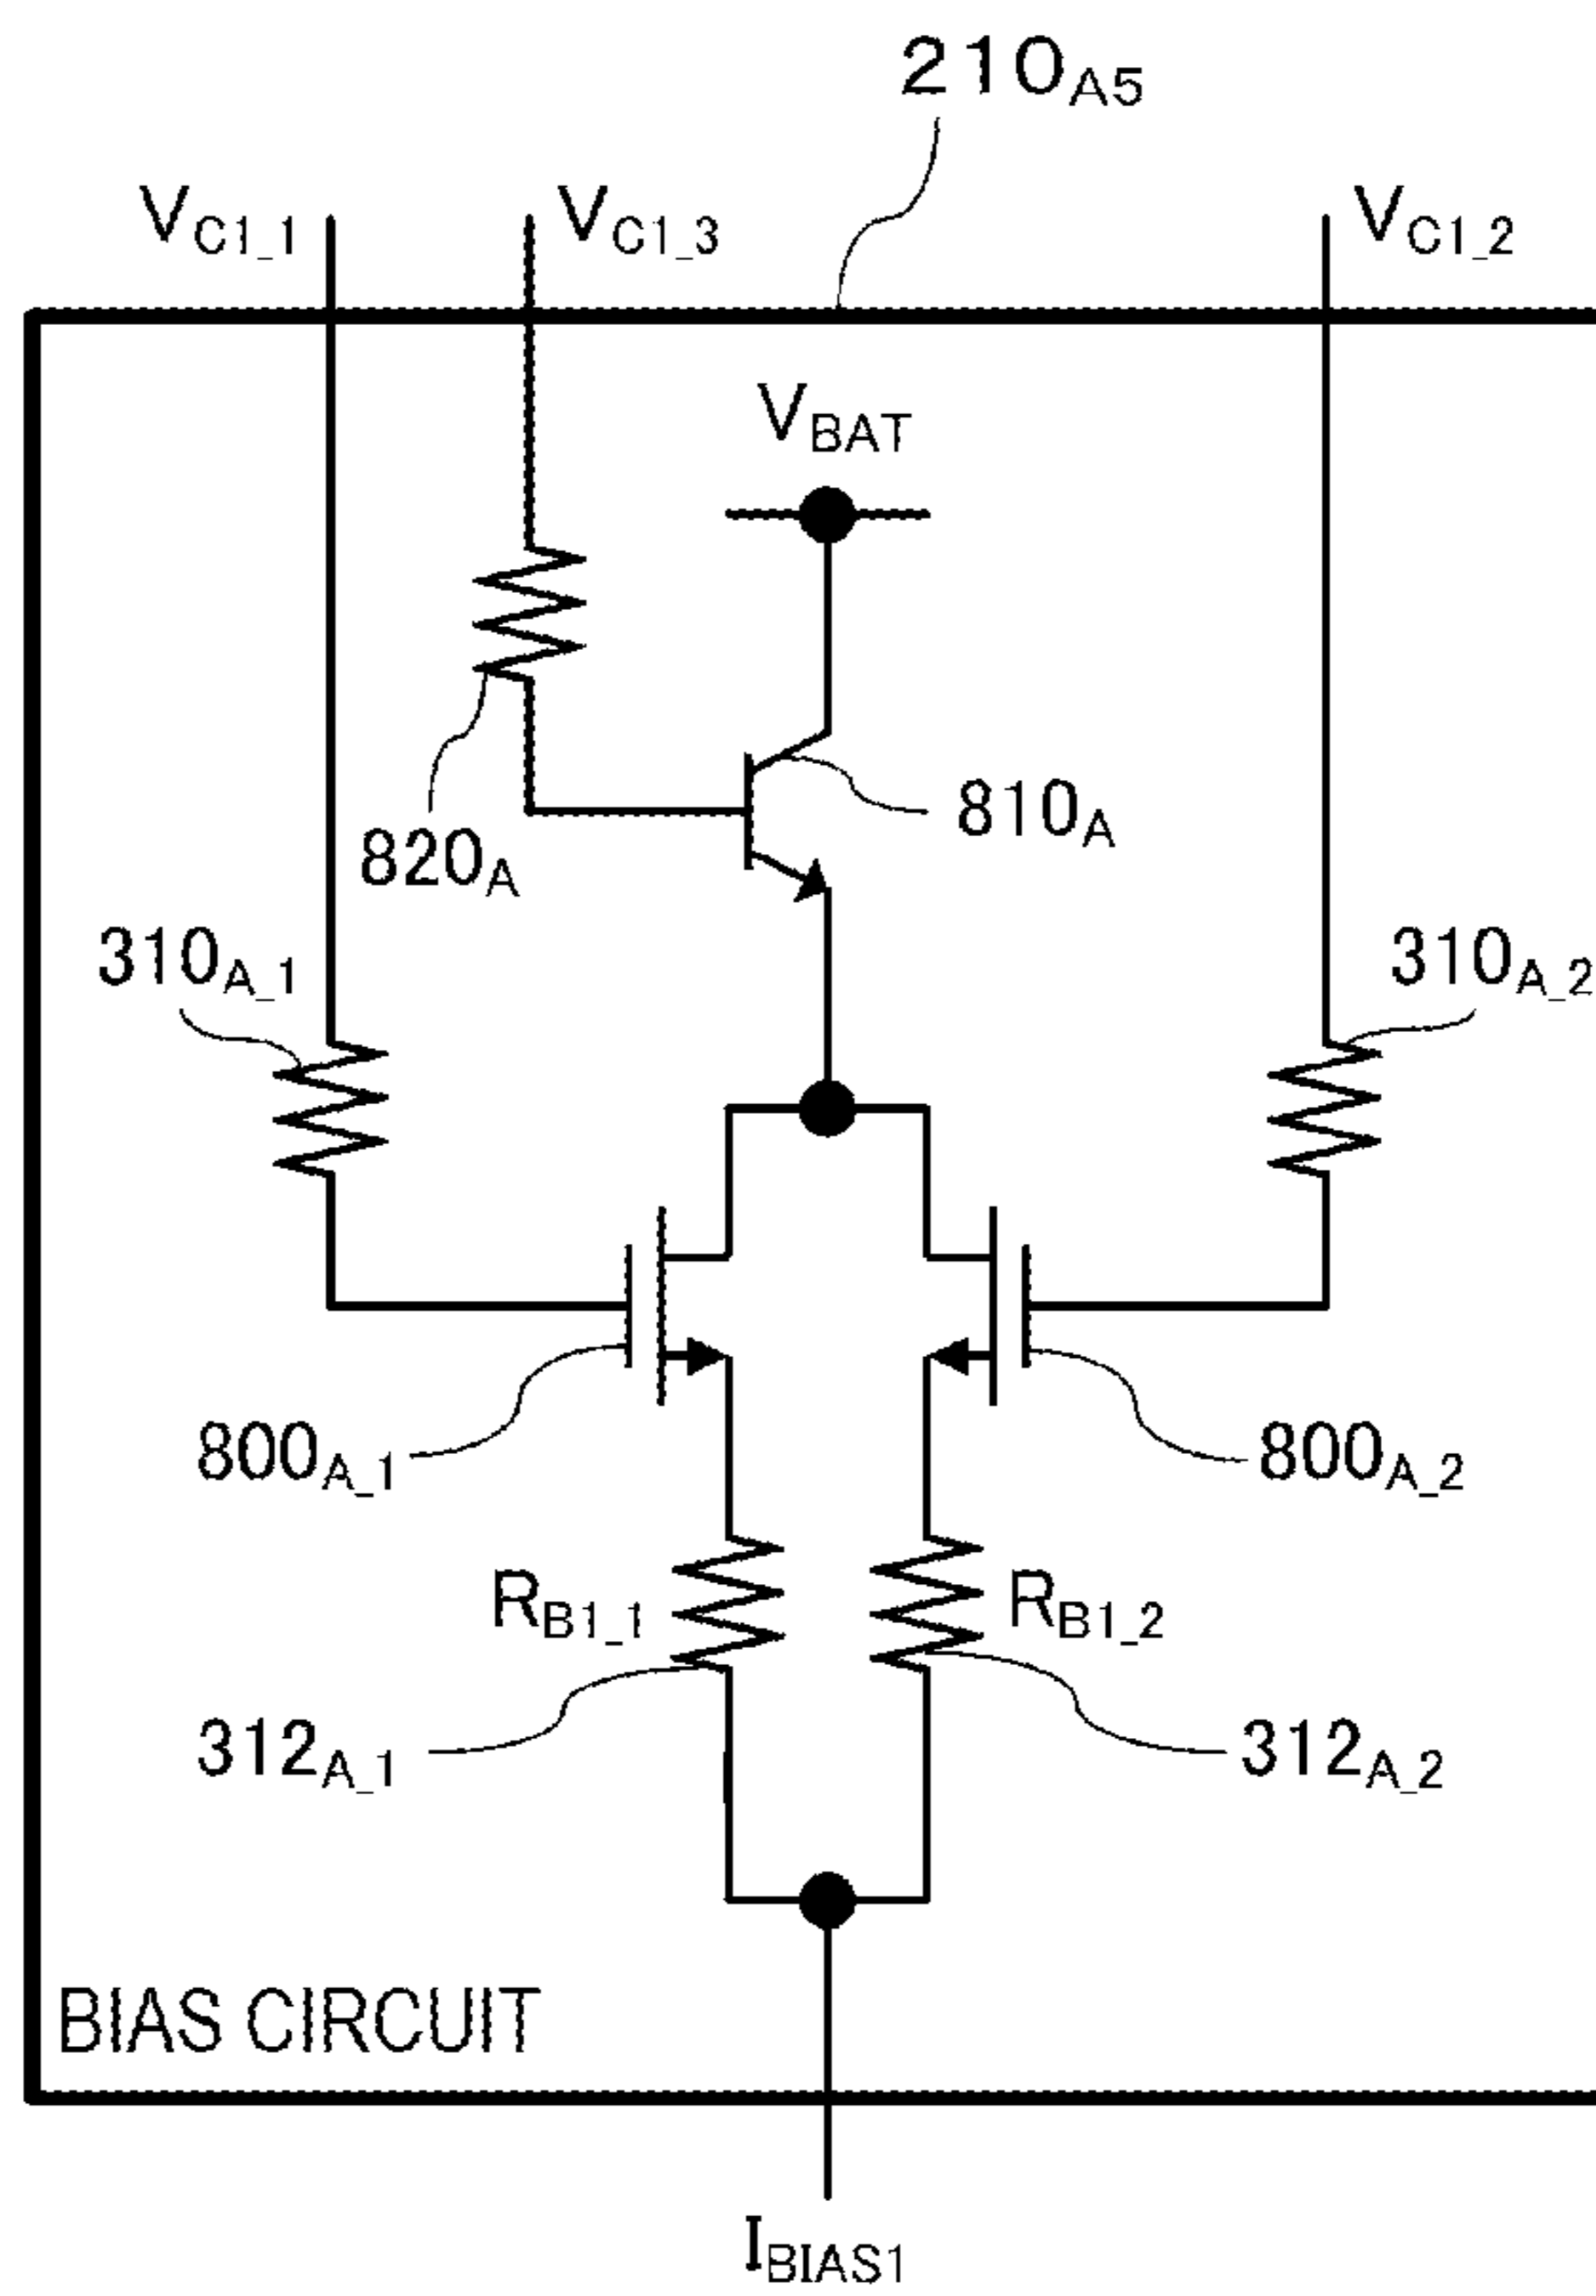 210A5
VC1_1
VC1_3
VC1_2
VBAT
810A
820A
310A_1
310A_2
800A_1
800A_2
RB1_1
RB1_2
312A_1
312A_2
BIAS CIRCUIT
IBIAS1